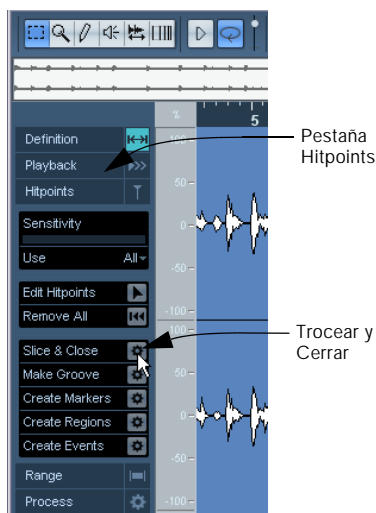 %
5
Definition
-100
Pestaña
Hitpoints
Playback
Hitpoints
-50
Sensitivity
0
Use All
-50
Edit Hitpoints
-100
Remove All
-100
Trocear y
Cerrar
Slice & Close
Make Groove
-50
Create Markers
Create Regions
0
Create Events
-50
Range
Process
-100